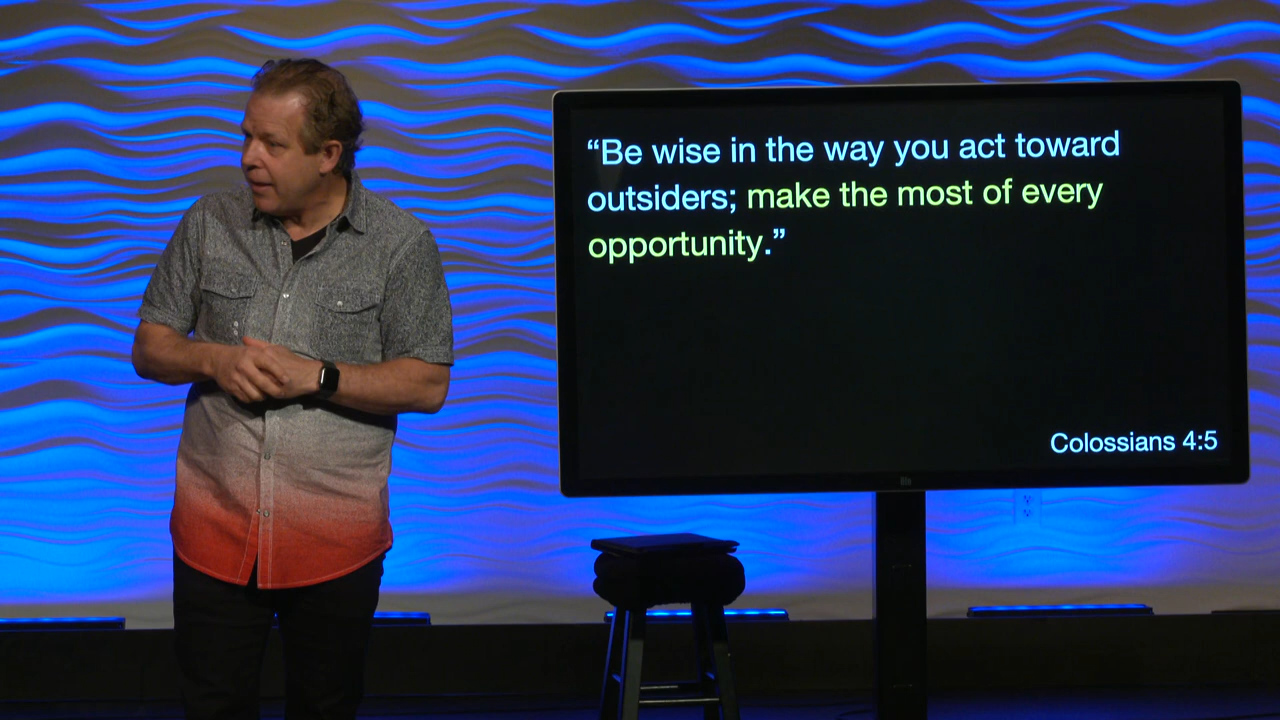 “Be wise in the way you act toward
outsiders; make the most of every
opportunity.”
Colossians 4:5